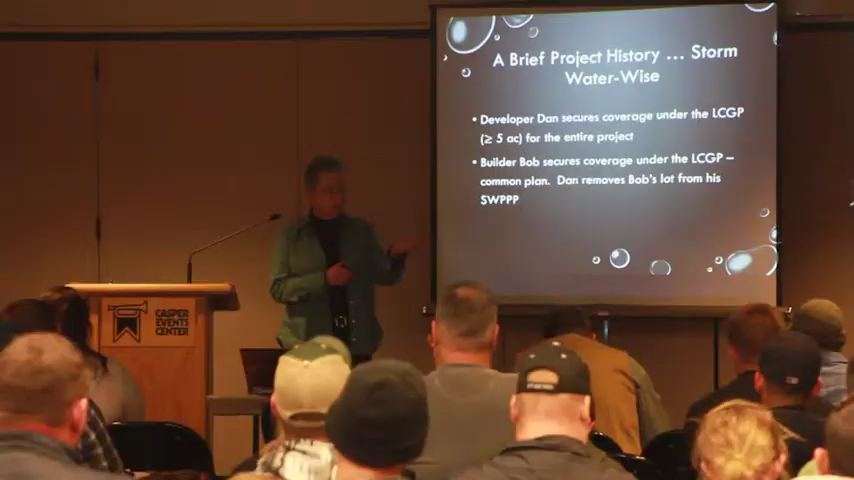 A Brief Project History ... Storm
Water-Wise
• Developer Dan secures coverage under the LCGP
(≥ 5 ac) for the entire project
• Builder Bob secures coverage under the LCGP –
common plan. Dan removes Bob's lot from his
SWPPP
CASPER
EVENTS
CENTER